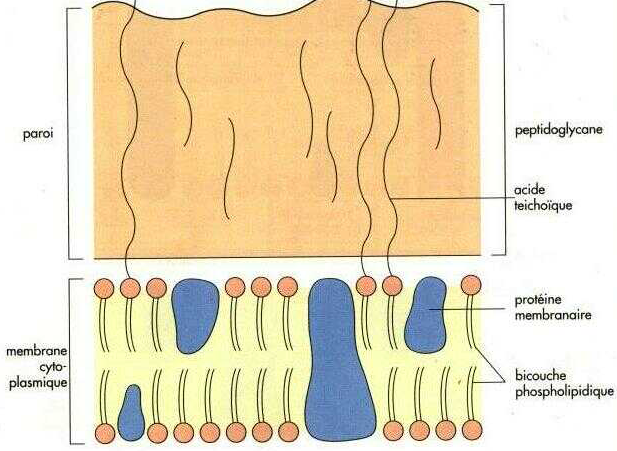 paroi
peptidoglycane
acide
teichoïque
protéine
membranaire
membrane
cyto-
plasmique
bicouche
phospholipidique